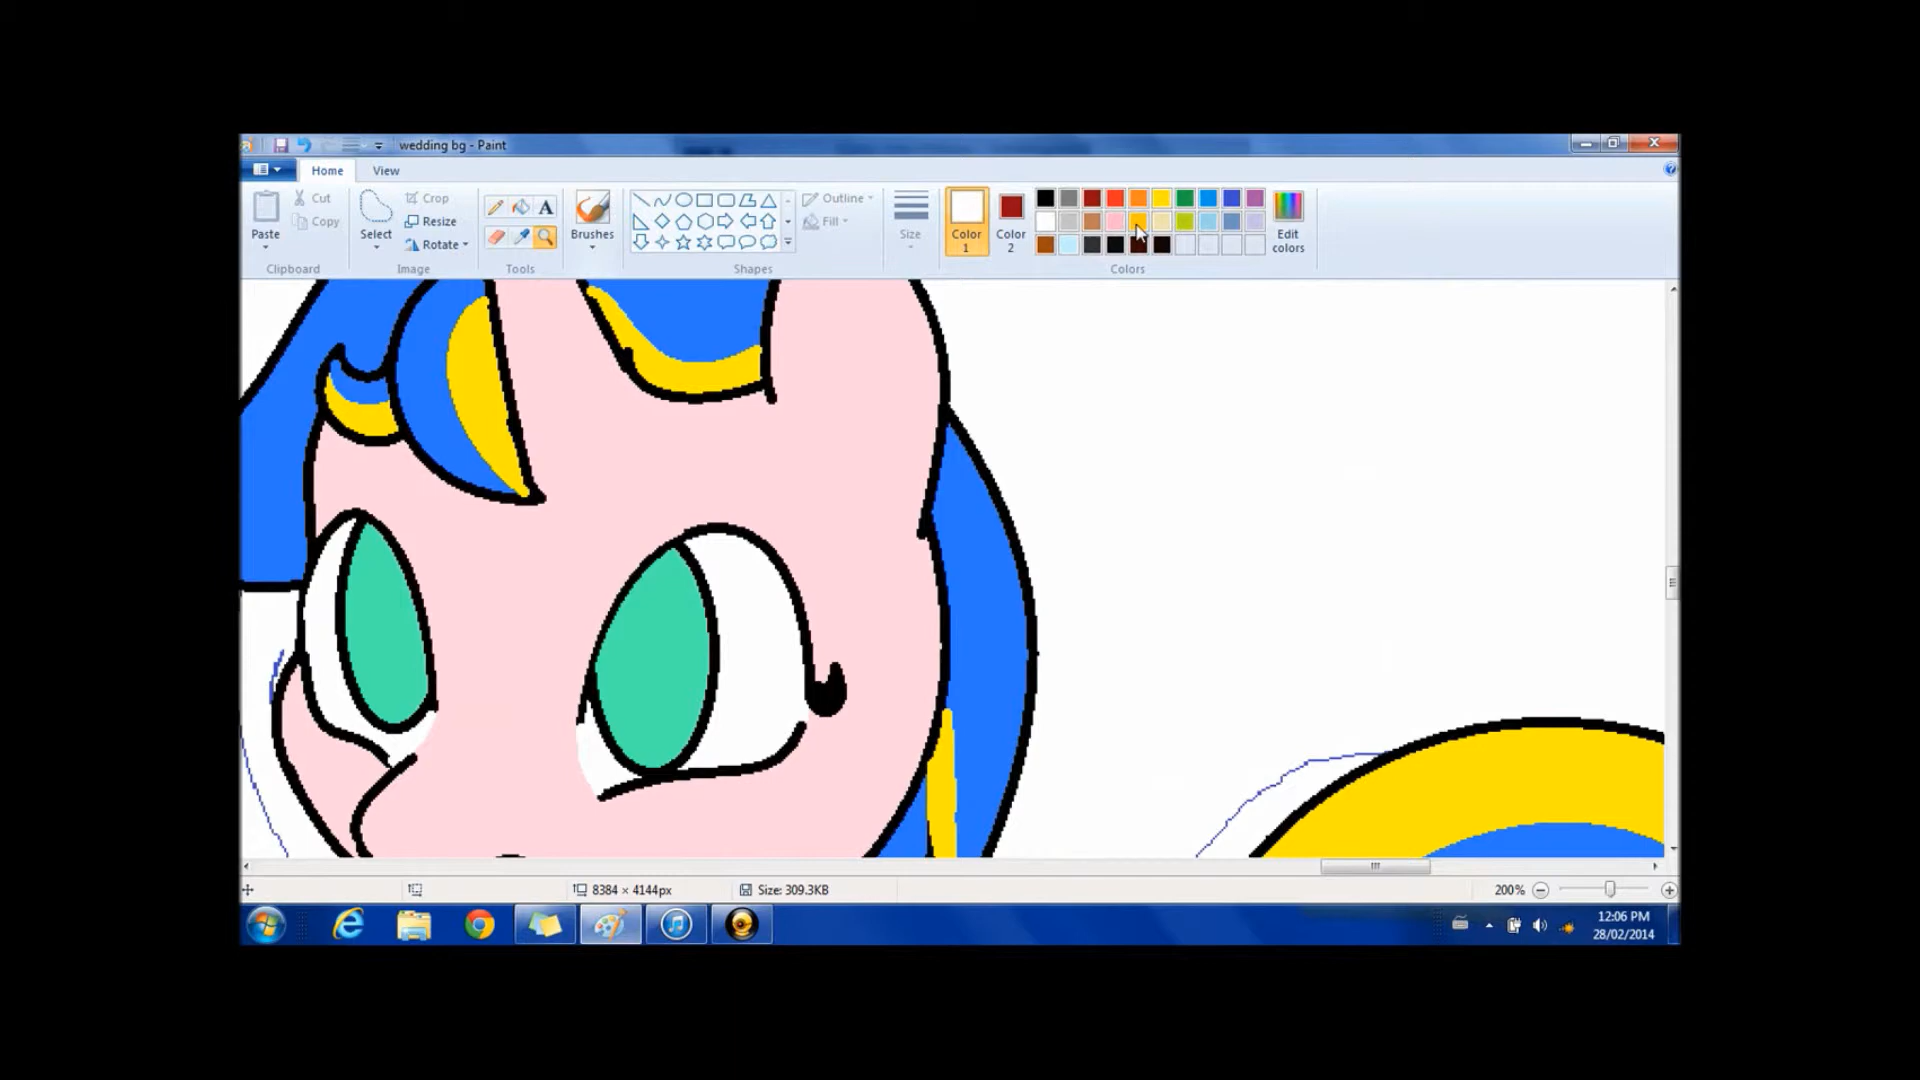 wedding bg - Paint
Home View
Paste
Cut
Copy
Clipboard
Select
Crop
Resize
Rotate
Image
A
Tools
Brushes
Outline
Fill
Shapes
Size
Color 1
Color 2
Colors
Edit colors
8384 × 4144px
Size: 309.3KB
200%
12:06 PM
28/02/2014